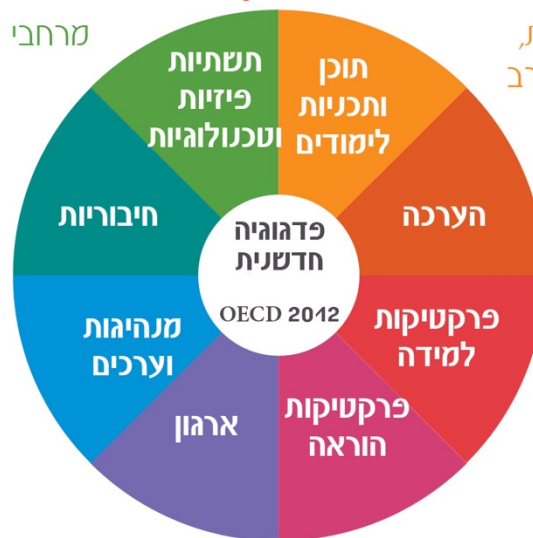 מרחבי
ת,
רב
תוכן
ותכניות
לימודים
הערכה
פרקטיקות
למידה
פרקטיקות
הוראה
ארגון
מנהיגות
וערכים
חיבוריות
תשתיות
פיזיות
וטכנולוגיות
פדגוגיה
חדשנית
OECD 2012